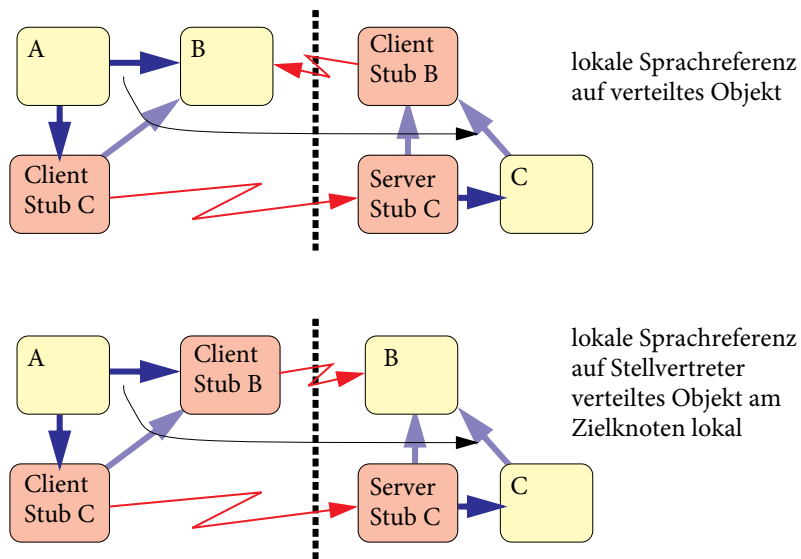 A
B
Client
Stub B
lokale Sprachreferenz
auf verteiltes Objekt
Client
Stub C
Server
Stub C
C
A
Client
Stub B
B
lokale Sprachreferenz
auf Stellvertreter
verteiltes Objekt am
Zielknoten lokal
Client
Stub C
Server
Stub C
C